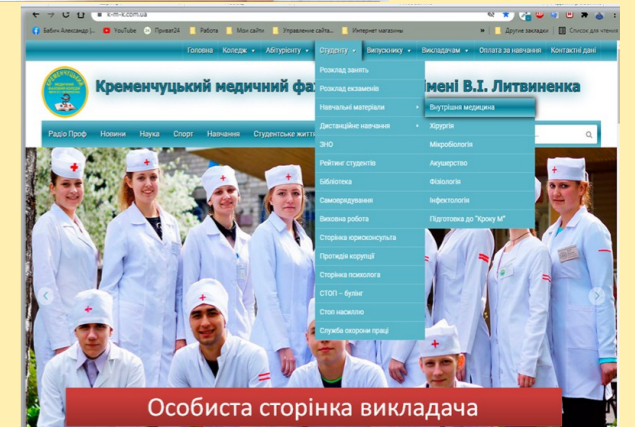 k-m-k.com.ua
Бабич Александр |... YouTube Приват24 Работа Мои сайты Управление сайта... Интернет магазины » Другие закладки Список для чтения
Головна Коледж Абітурієнту Студенту Випускнику Викладачам Оплата за навчання Контактні дані
Кременчуцький медичний фа імені В.І. Литвиненка
Радіо Проф Новини Наука Спорт Навчання Студентське житт
Розклад занять
Розклад екзаменів
Навчальні матеріали
Дистанційне навчання
ЗНО
Рейтинг студентів
Бібліотека
Самоврядування
Виховна робота
Сторінка юрисконсульта
Протидія корупції
Сторінка психолога
СТОП – булінг
Стоп насиллю
Служба охорони праці
Внутрішня медицина
Хірургія
Мікробіологія
Акушерство
Фізіологія
Інфектологія
Підготовка до "Кроку М"
Особиста сторінка викладача